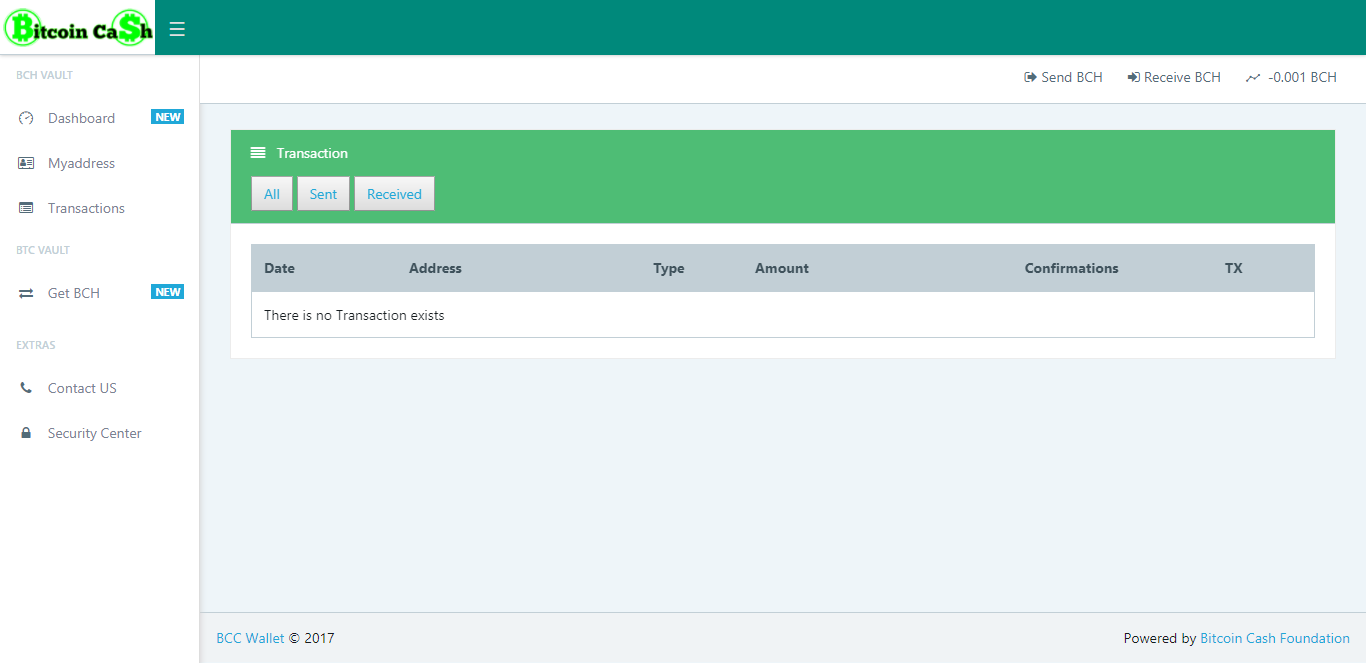 Bitcoin Cash
BCH VAULT
Dashboard NEW
Myaddress
Transactions
BTC VAULT
Get BCH NEW
EXTRAS
Contact US
Security Center
Send BCH Receive BCH -0.001 BCH
Transaction
All Sent Received
Date Address Type Amount Confirmations TX
There is no Transaction exists
BCC Wallet © 2017 Powered by Bitcoin Cash Foundation